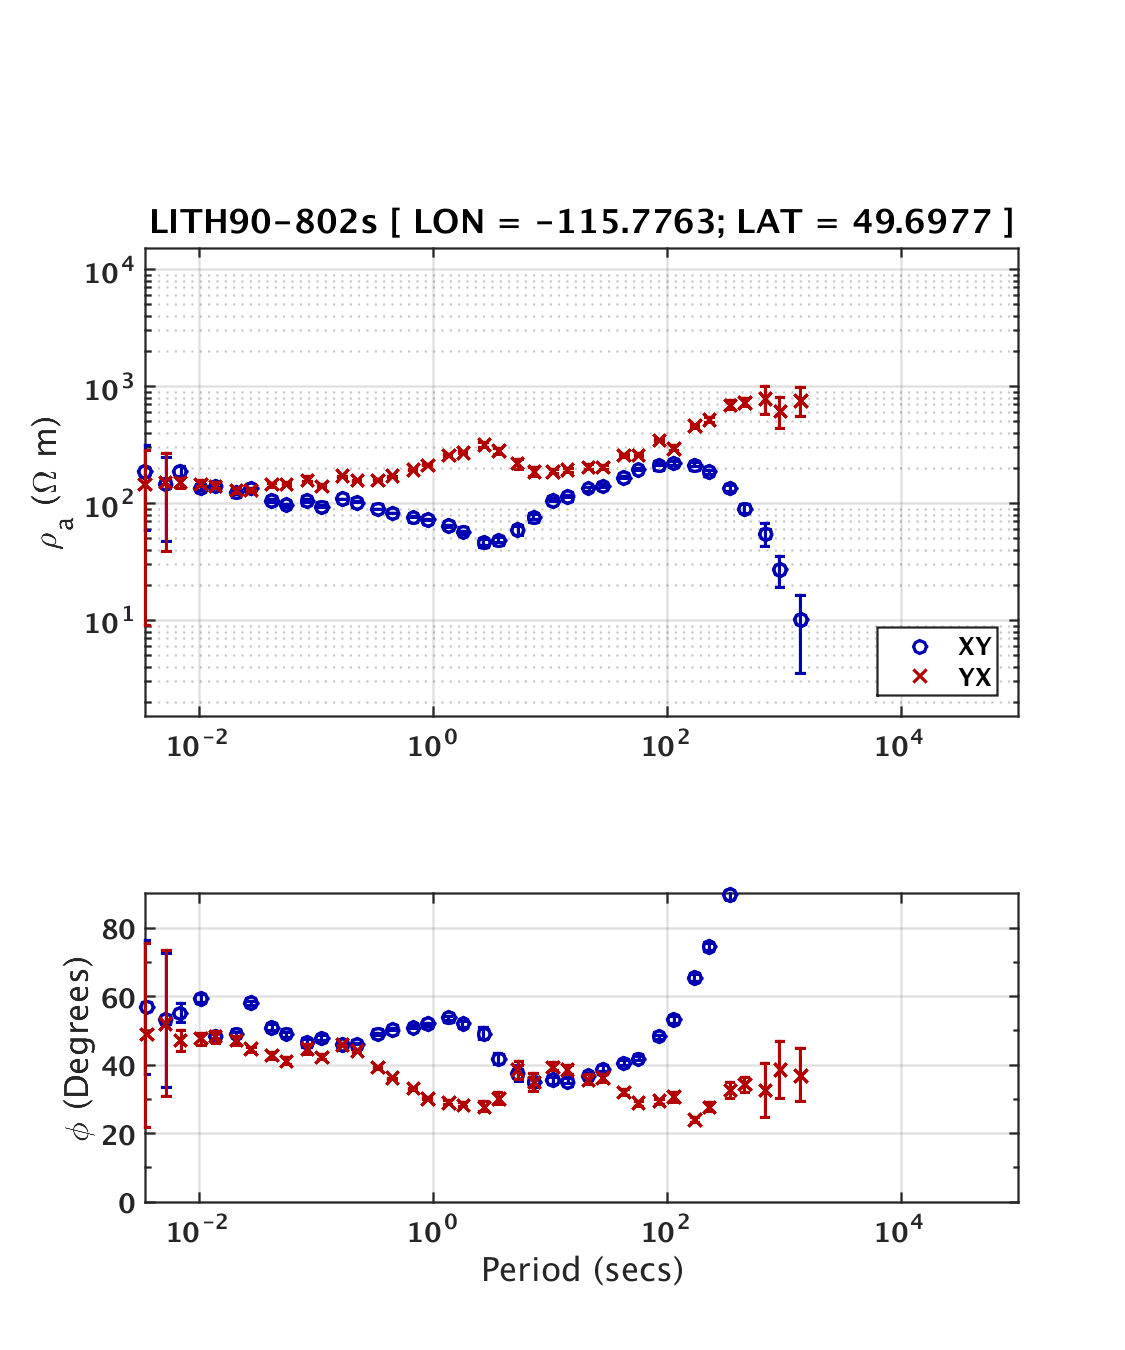 LITH90-802s [ LON = -115.7763; LAT = 49.6977 ]
10^4
10^3
10^2
10^1
ρ_a (Ω m)
XY
YX
10^-2
10^0
10^2
10^4
80
60
40
20
0
ϕ (Degrees)
10^-2
10^0
10^2
10^4
Period (secs)